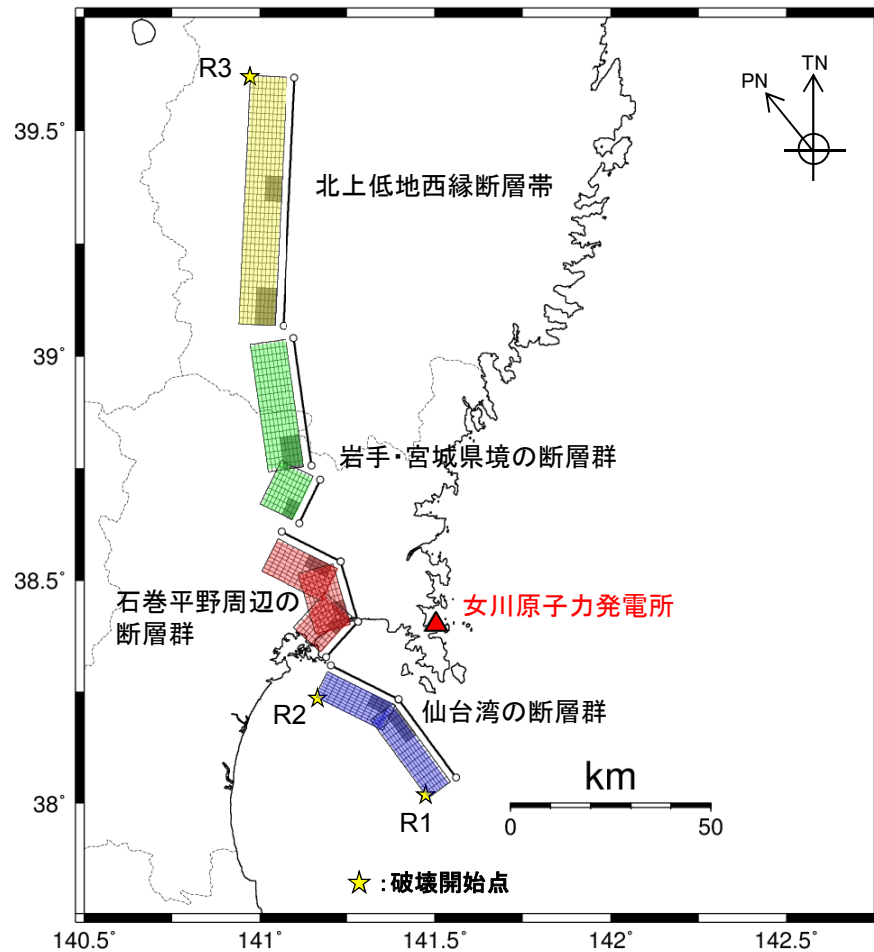 TN
PN
R3
39.5˚
北上低地西縁断層帯
39˚
岩手・宮城県境の断層群
38.5˚
石巻平野周辺の
断層群
女川原子力発電所
仙台湾の断層群
R2
km
38˚
R1
0
50
：破壊開始点
140.5˚
141˚
141.5˚
142˚
142.5˚